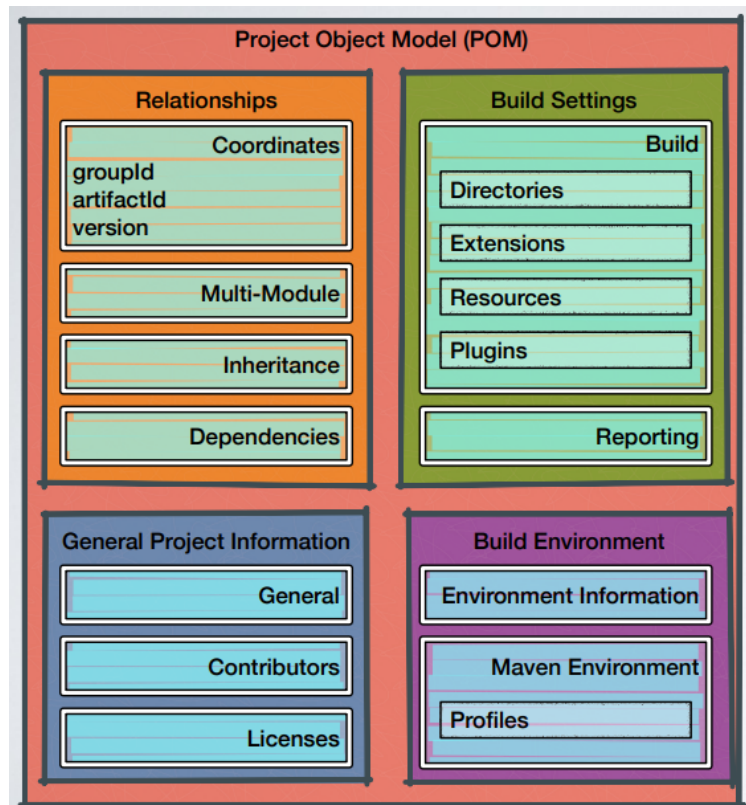 Project Object Model (POM)
Relationships
Coordinates
groupId
artifactId
version
Multi-Module
Inheritance
Dependencies
Build Settings
Build
Directories
Extensions
Resources
Plugins
Reporting
General Project Information
General
Contributors
Licenses
Build Environment
Environment Information
Maven Environment
Profiles